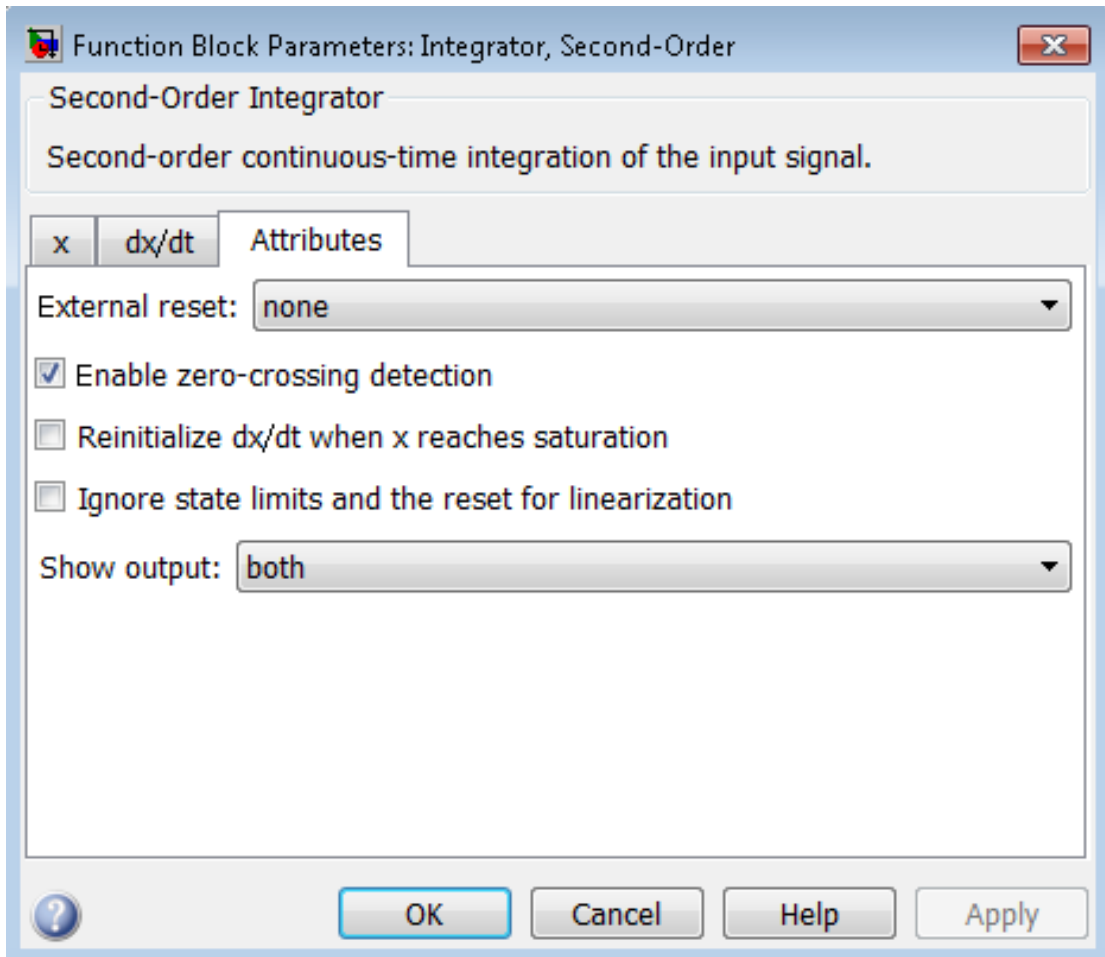 Function Block Parameters: Integrator, Second-Order
Second-Order Integrator
Second-order continuous-time integration of the input signal.
x dx/dt Attributes
External reset: none
Enable zero-crossing detection
Reinitialize dx/dt when x reaches saturation
Ignore state limits and the reset for linearization
Show output: both
? OK Cancel Help Apply